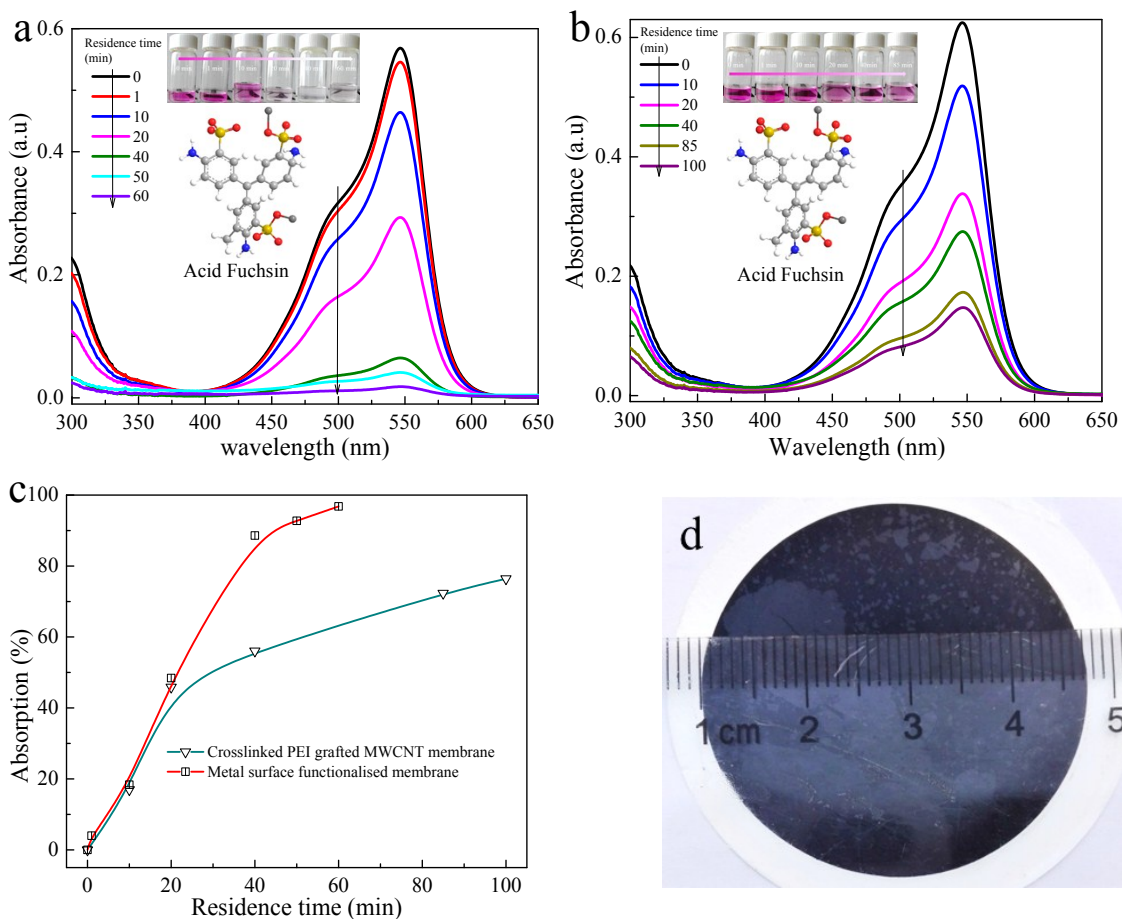 a
Residence time
(min)
0
1
10
20
40
50
60
Acid Fuchsin
0.6
0.4
0.2
0.0
Absorbance (a.u)
300 350 400 450 500 550 600 650
wavelength (nm)
b
Residence time
(min)
0
10
20
40
85
100
Acid Fuchsin
0.6
0.4
0.2
0.0
Absorbance (a.u)
300 350 400 450 500 550 600 650
Wavelength (nm)
c
100
80
60
40
20
0
Absorption (%)
Crosslinked PEI grafted MWCNT membrane
Metal surface functionalised membrane
0 20 40 60 80 100
Residence time (min)
d
1 cm 2 3 4 5